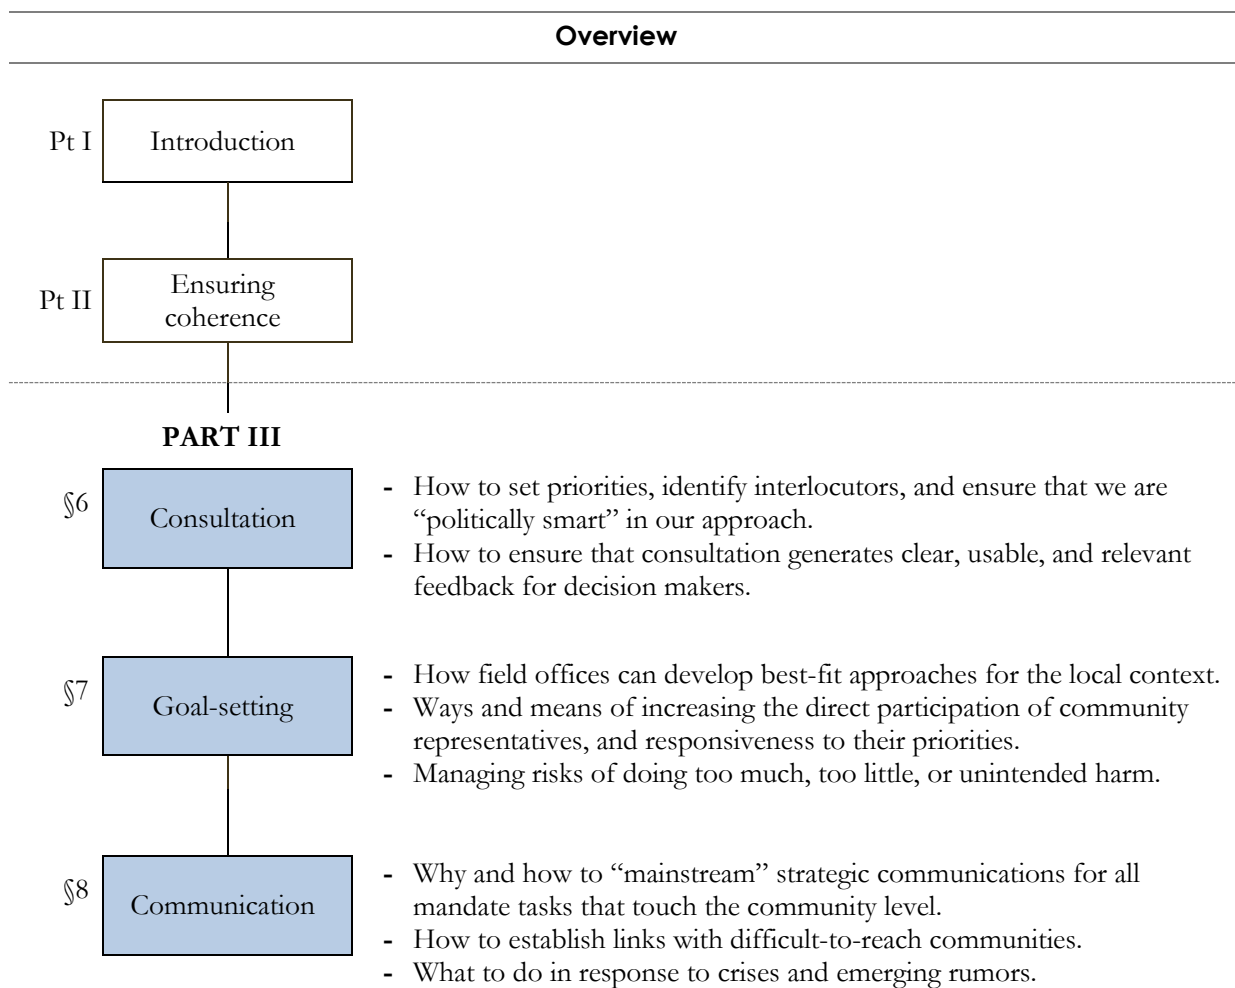 Overview
Pt I
Introduction
Pt II
Ensuring
coherence
PART III
§6
Consultation
- How to set priorities, identify interlocutors, and ensure that we are
“politically smart” in our approach.
- How to ensure that consultation generates clear, usable, and relevant
feedback for decision makers.
§7
Goal-setting
- How field offices can develop best-fit approaches for the local context.
- Ways and means of increasing the direct participation of community
representatives, and responsiveness to their priorities.
- Managing risks of doing too much, too little, or unintended harm.
§8
Communication
- Why and how to “mainstream” strategic communications for all
mandate tasks that touch the community level.
- How to establish links with difficult-to-reach communities.
- What to do in response to crises and emerging rumors.